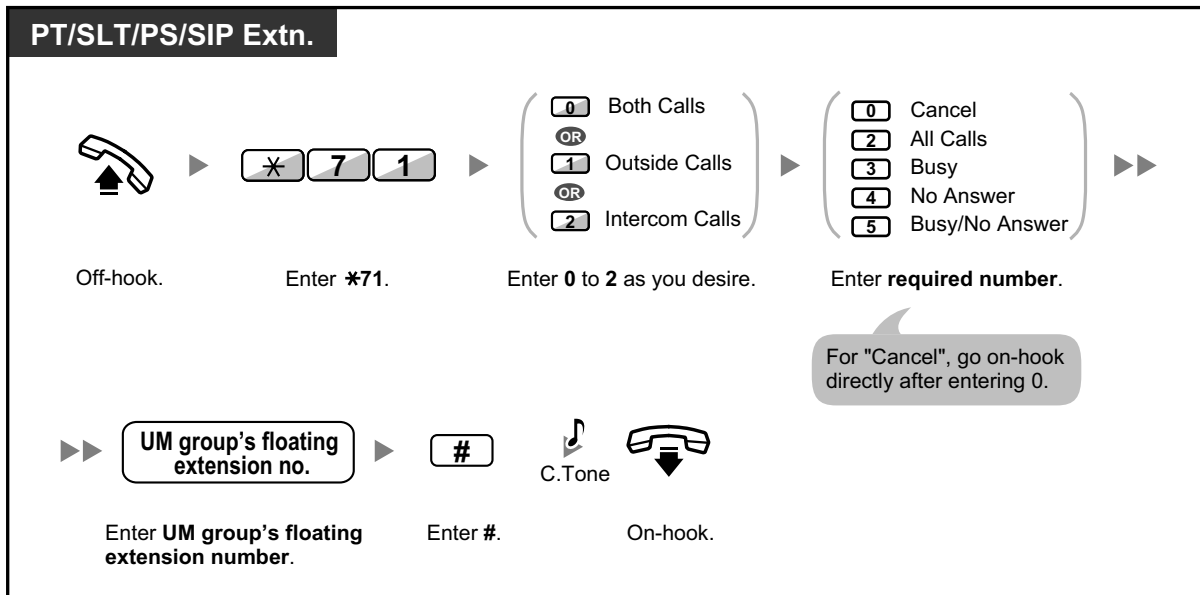 PT/SLT/PS/SIP Extn.
* 7 1
0 Both Calls
OR
1 Outside Calls
OR
2 Intercom Calls
0 Cancel
2 All Calls
3 Busy
4 No Answer
5 Busy/No Answer
Off-hook.
Enter *71.
Enter 0 to 2 as you desire.
Enter required number.
For "Cancel", go on-hook
directly after entering 0.
UM group's floating
extension no.
#
C.Tone
Enter UM group's floating
extension number.
Enter #.
On-hook.